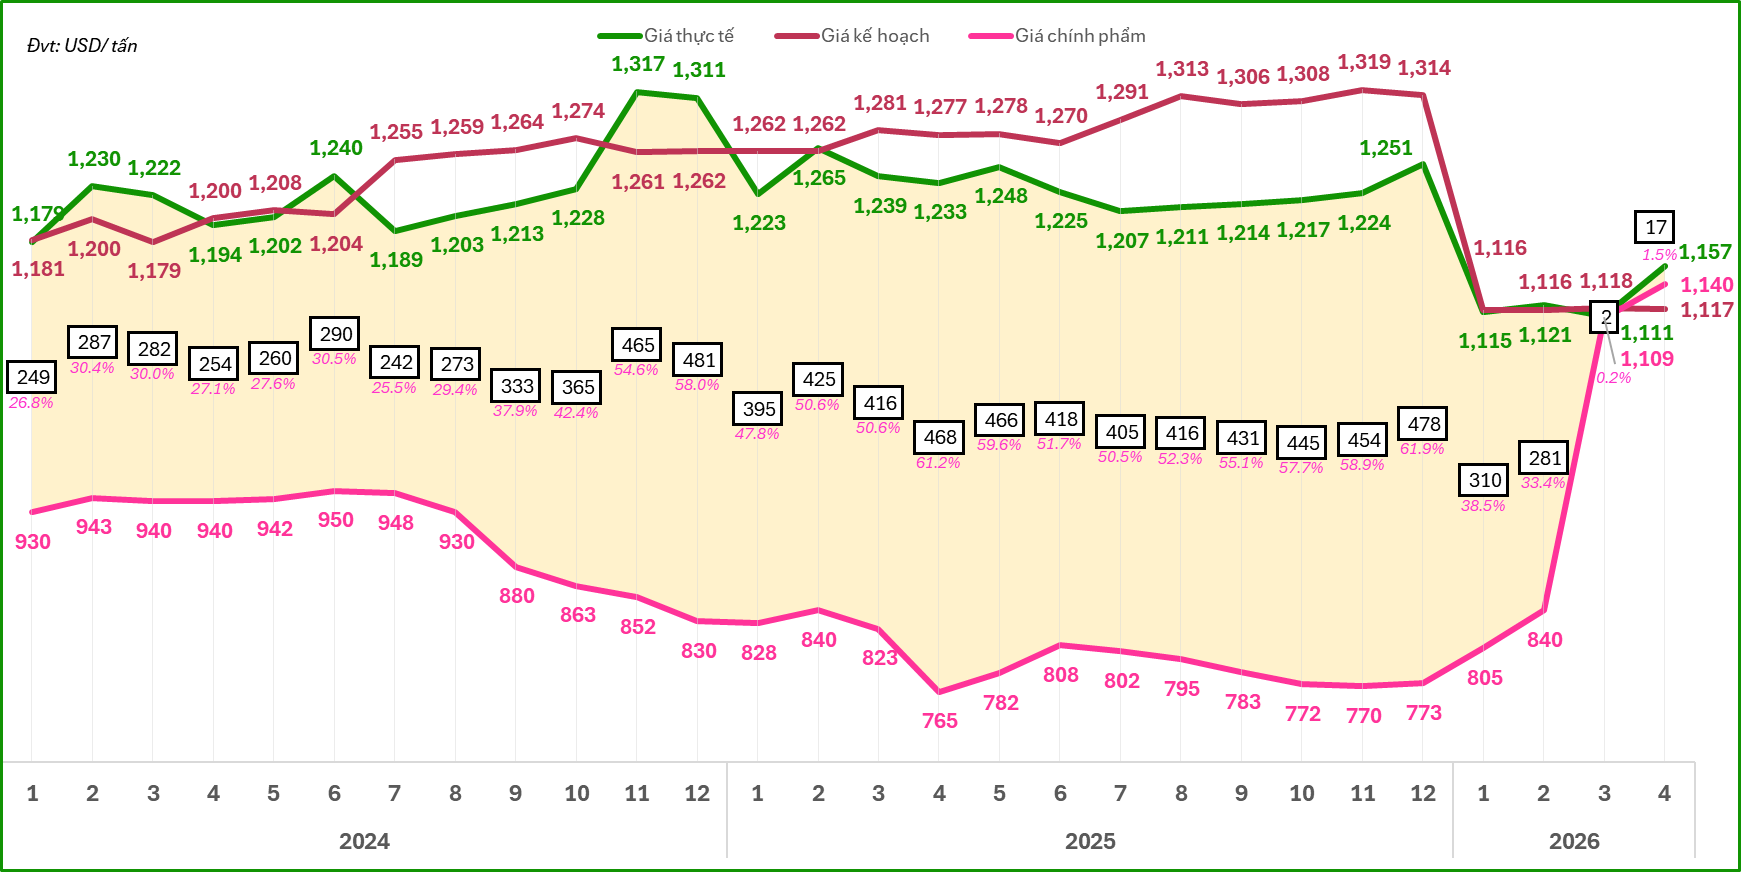 Đvt: USD/ tấn
Giá thực tế
Giá kế hoạch
Giá chính phẩm
1,179 1,230 1,222 1,194 1,202 1,240 1,189 1,203 1,213 1,228 1,317 1,311 1,223 1,265 1,239 1,233 1,248 1,225 1,207 1,211 1,214 1,217 1,224 1,251 1,115 1,121 1,111 1,157
1,181 1,200 1,179 1,200 1,208 1,204 1,255 1,259 1,264 1,274 1,261 1,262 1,262 1,262 1,281 1,277 1,278 1,270 1,291 1,313 1,306 1,308 1,319 1,314 1,116 1,116 1,118 1,117
249 287 282 254 260 290 242 273 333 365 465 481 395 425 416 468 466 418 405 416 431 445 454 478 310 281 2 17
26.8% 30.4% 30.0% 27.1% 27.6% 30.5% 25.5% 29.4% 37.9% 42.4% 54.6% 58.0% 47.8% 50.6% 50.6% 61.2% 59.6% 51.7% 50.5% 52.3% 55.1% 57.7% 58.9% 61.9% 38.5% 33.4% 0.2% 1.5%
930 943 940 940 942 950 948 930 880 863 852 830 828 840 823 765 782 808 802 795 783 772 770 773 805 840 1,109 1,140
1 2 3 4 5 6 7 8 9 10 11 12 1 2 3 4 5 6 7 8 9 10 11 12 1 2 3 4
2024 2025 2026